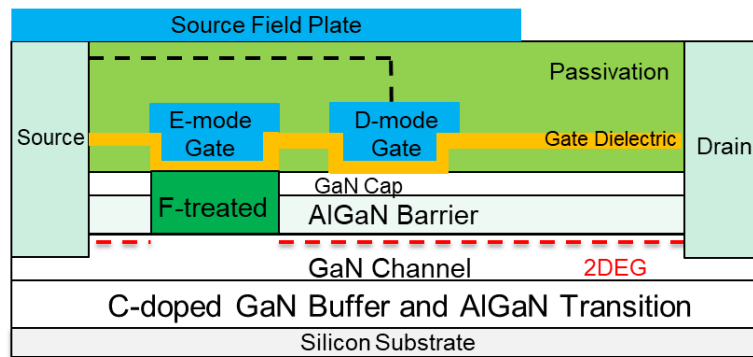 Source Field Plate
Passivation
E-mode
Gate
D-mode
Gate
Source
Gate Dielectric
Drain
GaN Cap
F-treated
AlGaN Barrier
GaN Channel
2DEG
C-doped GaN Buffer and AlGaN Transition
Silicon Substrate